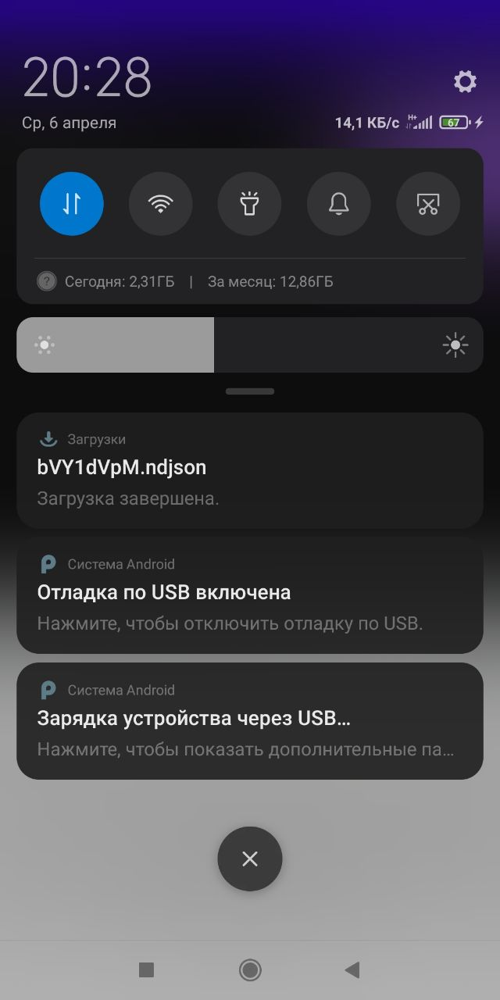 20:28
Ср, 6 апреля
14,1 КБ/с H+ 67
? Сегодня: 2,31ГБ | За месяц: 12,86ГБ
Загрузки
bVY1dVpM.ndjson
Загрузка завершена.
Система Android
Отладка по USB включена
Нажмите, чтобы отключить отладку по USB.
Система Android
Зарядка устройства через USB…
Нажмите, чтобы показать дополнительные па…